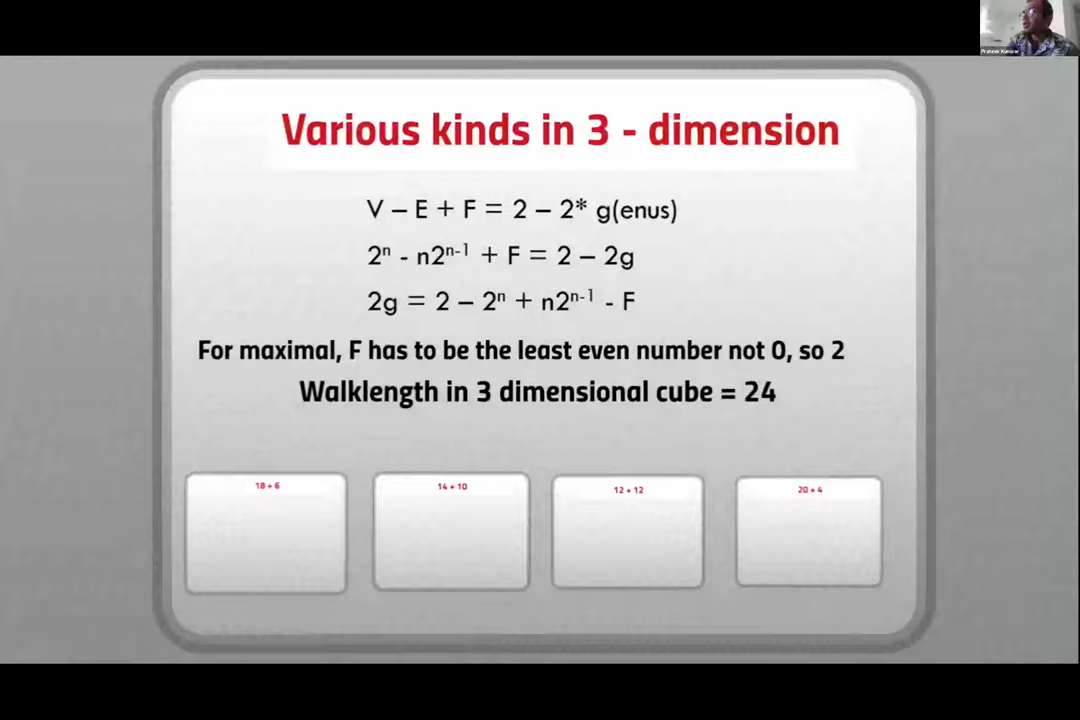 Various kinds in 3 - dimension
V – E + F = 2 – 2* g(enus)
2ⁿ - n2ⁿ⁻¹ + F = 2 – 2g
2g = 2 – 2ⁿ + n2ⁿ⁻¹ - F
For maximal, F has to be the least even number not 0, so 2
Walklength in 3 dimensional cube = 24
18 + 6
14 + 10
12 + 12
20 + 4